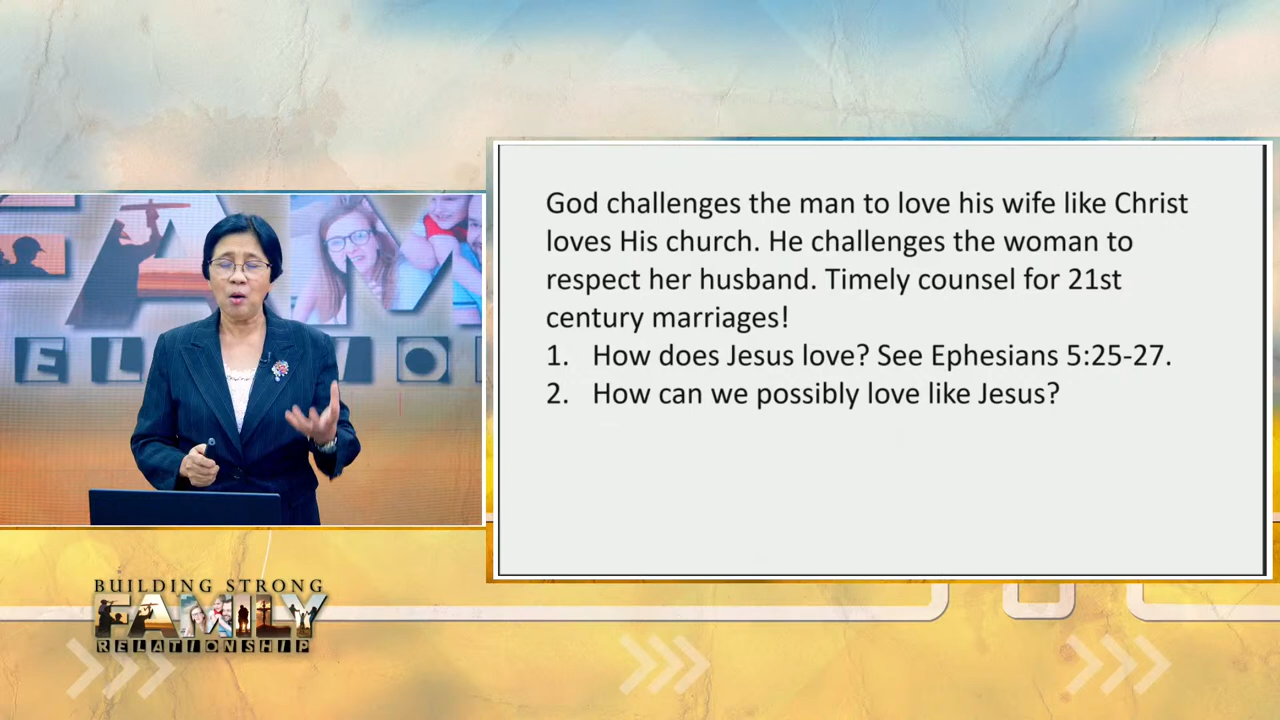 God challenges the man to love his wife like Christ
loves His church. He challenges the woman to
respect her husband. Timely counsel for 21st
century marriages!
1. How does Jesus love? See Ephesians 5:25-27.
2. How can we possibly love like Jesus?
BUILDING STRONG
FAMILY
RELATIONSHIP